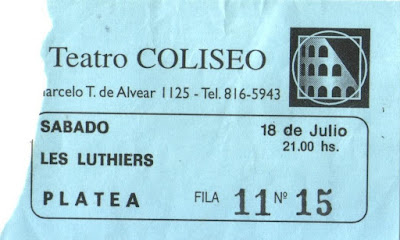 Teatro COLISEO
arcelo T. de Alvear 1125 - Tel. 816-5943
SABADO 18 de Julio
21.00 hs.
LES LUTHIERS
PLATEA FILA 11 Nº 15